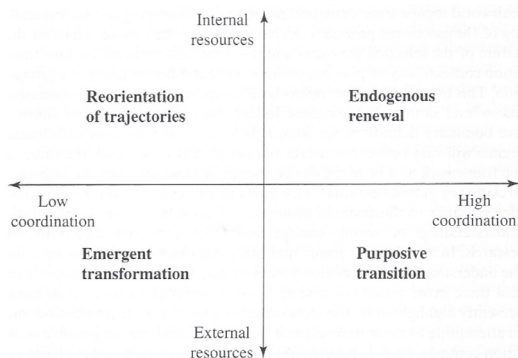 Internal
resources
Reorientation
of trajectories
Endogenous
renewal
Low
coordination
High
coordination
Emergent
transformation
Purposive
transition
External
resources